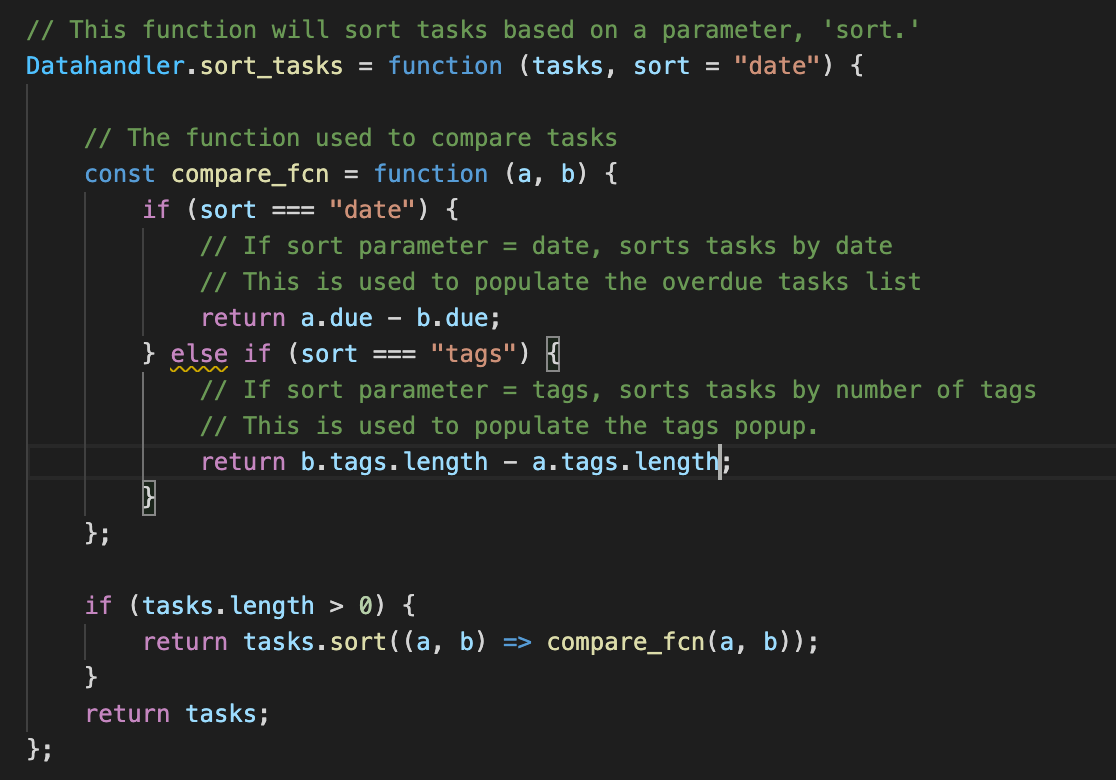 // This function will sort tasks based on a parameter, 'sort.'
Datahandler.sort_tasks = function (tasks, sort = "date") {
// The function used to compare tasks
const compare_fcn = function (a, b) {
if (sort === "date") {
// If sort parameter = date, sorts tasks by date
// This is used to populate the overdue tasks list
return a.due - b.due;
} else if (sort === "tags") {
// If sort parameter = tags, sorts tasks by number of tags
// This is used to populate the tags popup.
return b.tags.length - a.tags.length;
}
};
if (tasks.length > 0) {
return tasks.sort((a, b) => compare_fcn(a, b));
}
return tasks;
};